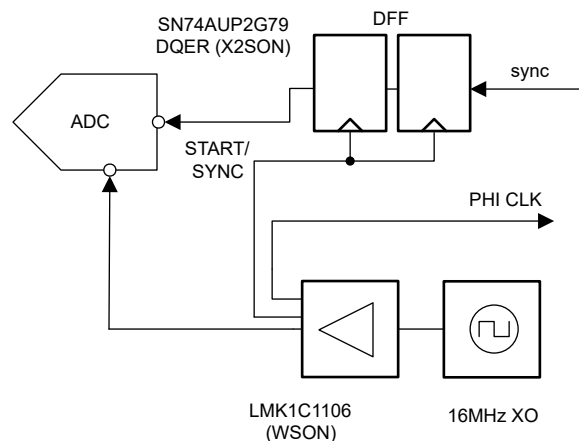 SN74AUP2G79
DQER (X2SON)
DFF
sync
ADC
START/
SYNC
PHI CLK
LMK1C1106
(WSON)
16MHz XO